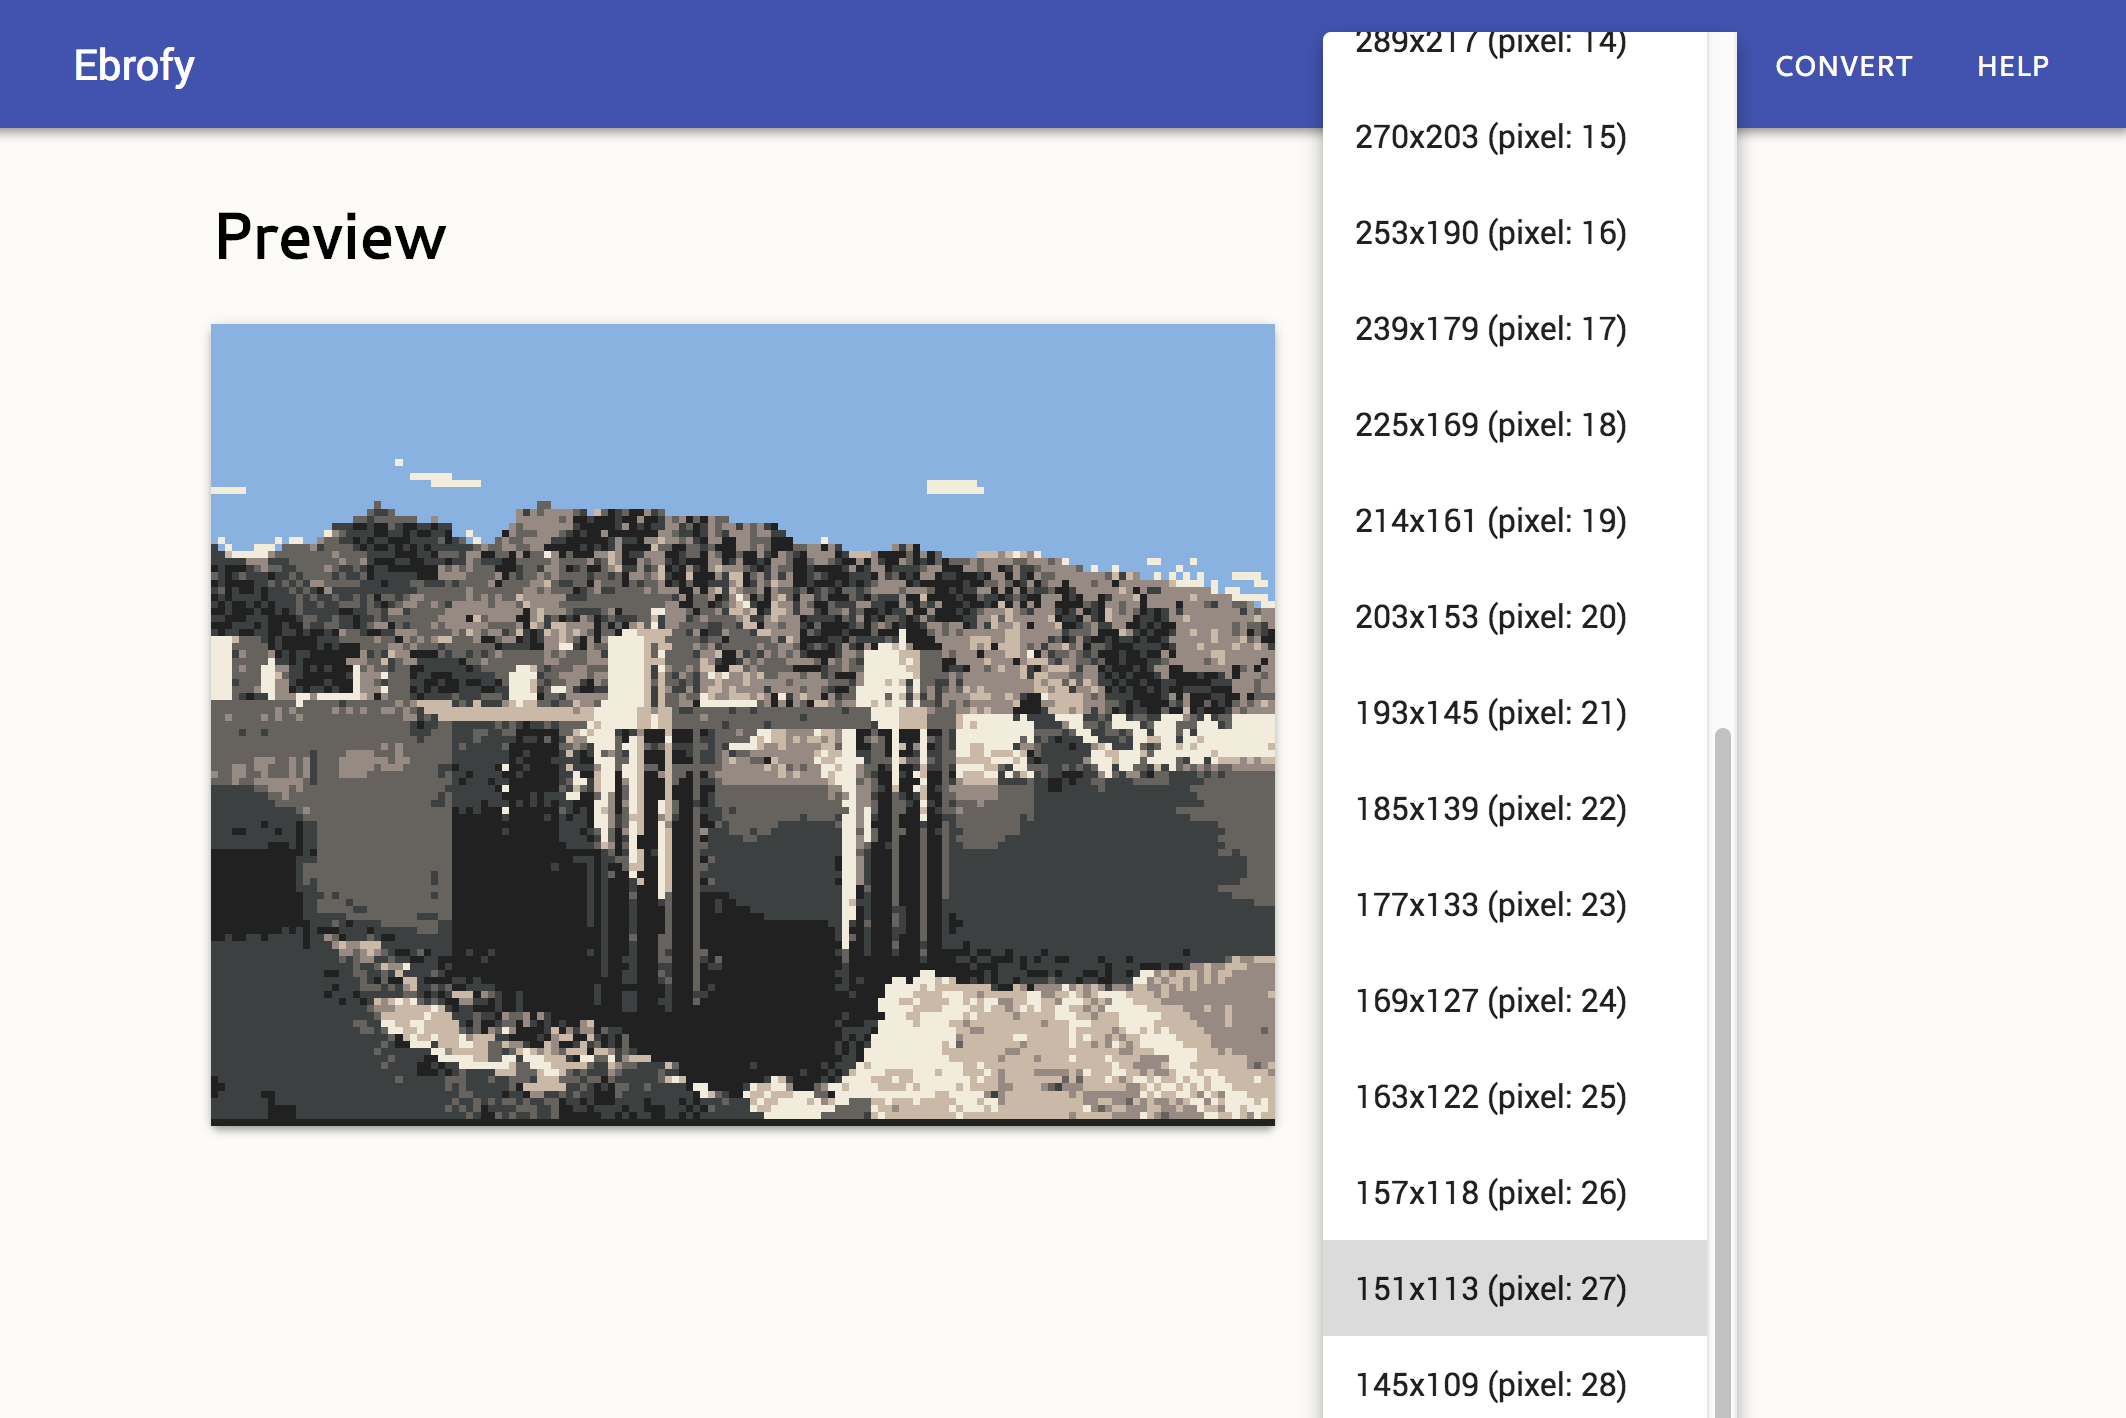 Ebrofy
CONVERT
HELP
Preview
289x217 (pixel: 14)
270x203 (pixel: 15)
253x190 (pixel: 16)
239x179 (pixel: 17)
225x169 (pixel: 18)
214x161 (pixel: 19)
203x153 (pixel: 20)
193x145 (pixel: 21)
185x139 (pixel: 22)
177x133 (pixel: 23)
169x127 (pixel: 24)
163x122 (pixel: 25)
157x118 (pixel: 26)
151x113 (pixel: 27)
145x109 (pixel: 28)